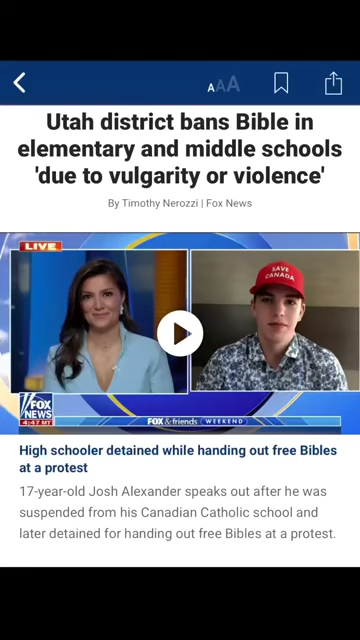 AAA
Utah district bans Bible in
elementary and middle schools
'due to vulgarity or violence'
By Timothy Nerozzi | Fox News
LIVE
SAVE
CANADA
FOX
NEWS
4:47 MT
FOX & friends WEEKEND
High schooler detained while handing out free Bibles
at a protest
17-year-old Josh Alexander speaks out after he was
suspended from his Canadian Catholic school and
later detained for handing out free Bibles at a protest.